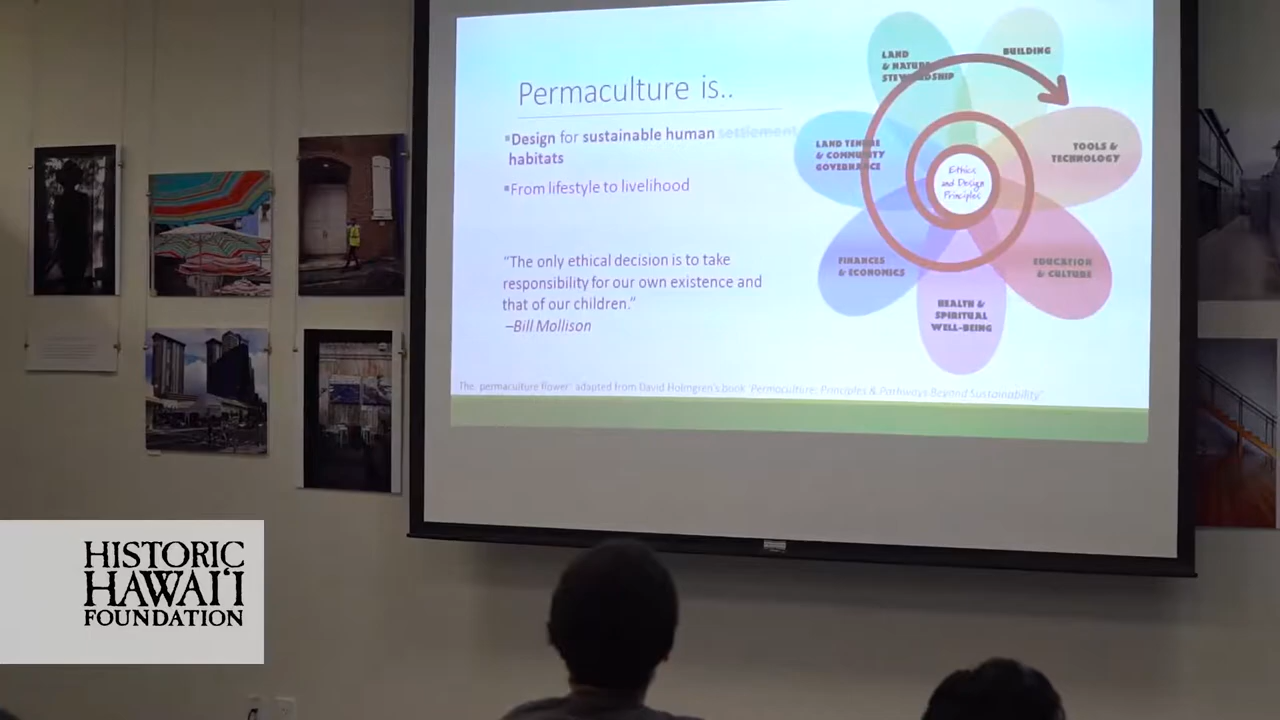 Permaculture is..
▪Design for sustainable human settlement
habitats
▪From lifestyle to livelihood
"The only ethical decision is to take
responsibility for our own existence and
that of our children."
–Bill Mollison
LAND
& NATURE
STEWARDSHIP
BUILDING
LAND TENURE
& COMMUNITY
GOVERNANCE
TOOLS &
TECHNOLOGY
Ethics
and Design
Principles
FINANCES
& ECONOMICS
EDUCATION
& CULTURE
HEALTH &
SPIRITUAL
WELL-BEING
The 'permaculture flower' adapted from David Holmgren's book 'Permaculture: Principles & Pathways Beyond Sustainability'
HISTORIC
HAWAI'I
FOUNDATION